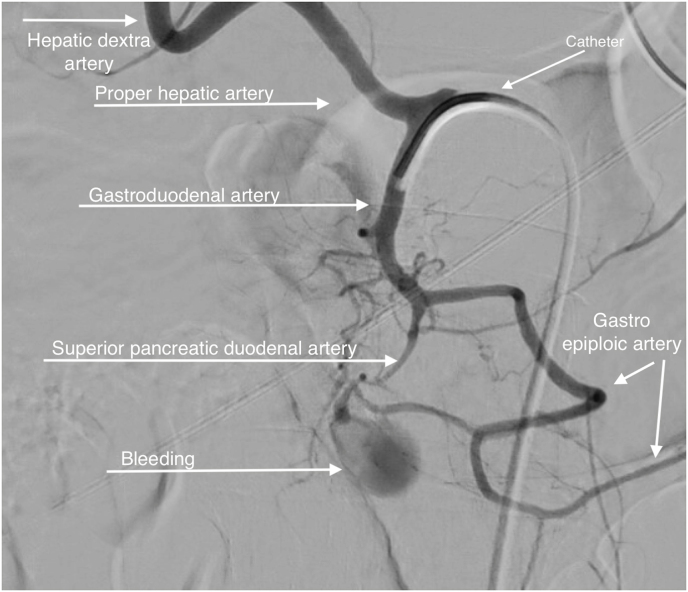 Hepatic dextra
artery
Catheter
Proper hepatic artery
Gastroduodenal artery
Gastro
epiploic artery
Superior pancreatic duodenal artery
Bleeding